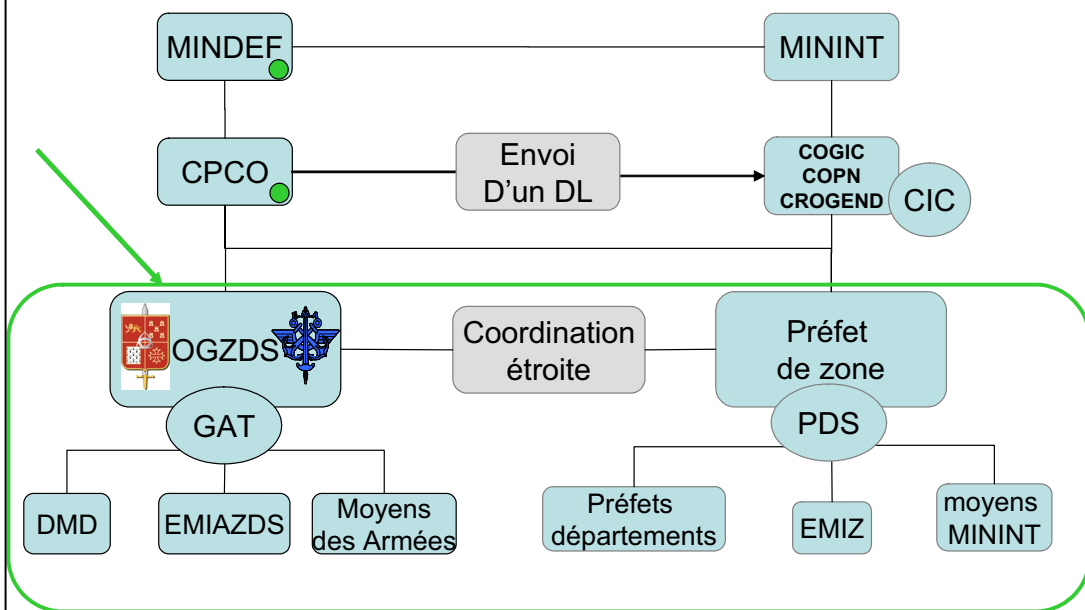 MINDEF
MININT
CPCO
Envoi
D'un DL
COGIC
COPN
CROGEND
CIC
OGZDS
Coordination
étroite
Préfet
de zone
GAT
PDS
DMD
EMIAZDS
Moyens
des Armées
Préfets
départements
EMIZ
moyens
MININT